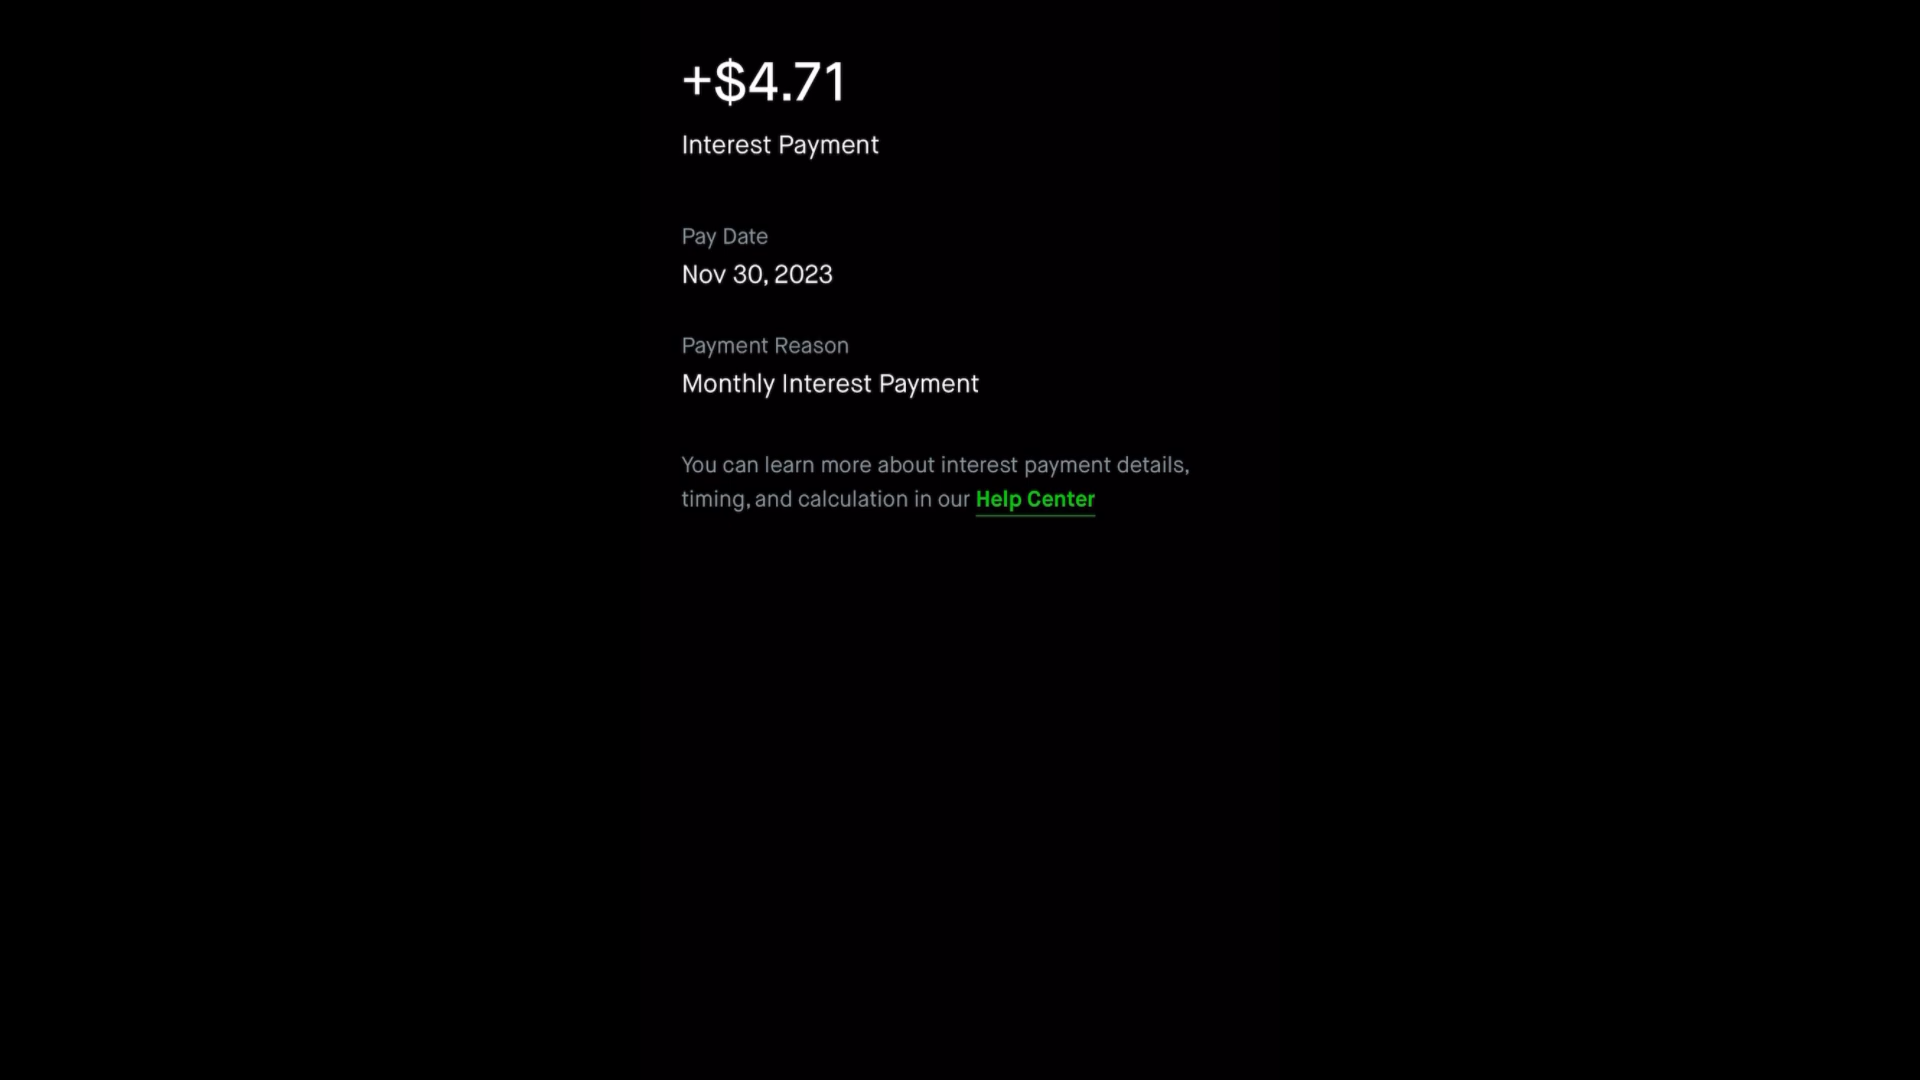 +$4.71
Interest Payment
Pay Date
Nov 30, 2023
Payment Reason
Monthly Interest Payment
You can learn more about interest payment details,
timing, and calculation in our Help Center